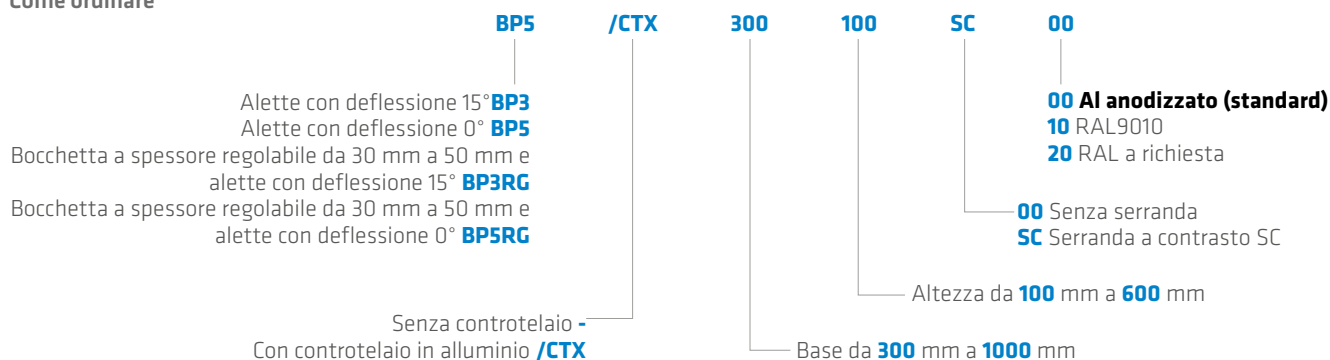 Come ordinare
BP5 /CTX 300 100 SC 00
Alette con deflessione 15°BP3
Alette con deflessione 0° BP5
Bocchetta a spessore regolabile da 30 mm a 50 mm e
alette con deflessione 15° BP3RG
Bocchetta a spessore regolabile da 30 mm a 50 mm e
alette con deflessione 0° BP5RG
00 Al anodizzato (standard)
10 RAL9010
20 RAL a richiesta
00 Senza serranda
SC Serranda a contrasto SC
Altezza da 100 mm a 600 mm
Senza controtelaio -
Con controtelaio in alluminio /CTX
Base da 300 mm a 1000 mm